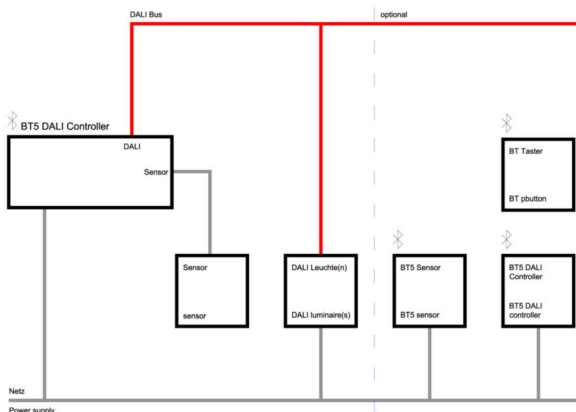 DALI Bus
optional
BT5 DALI Controller
DALI
Sensor
BT Taster
BT pbutton
Sensor
sensor
DALI Leuchte(n)
DALI luminaire(s)
BT5 Sensor
BT5 sensor
BT5 DALI
Controller
BT5 DALI
controller
Netz
Power supply